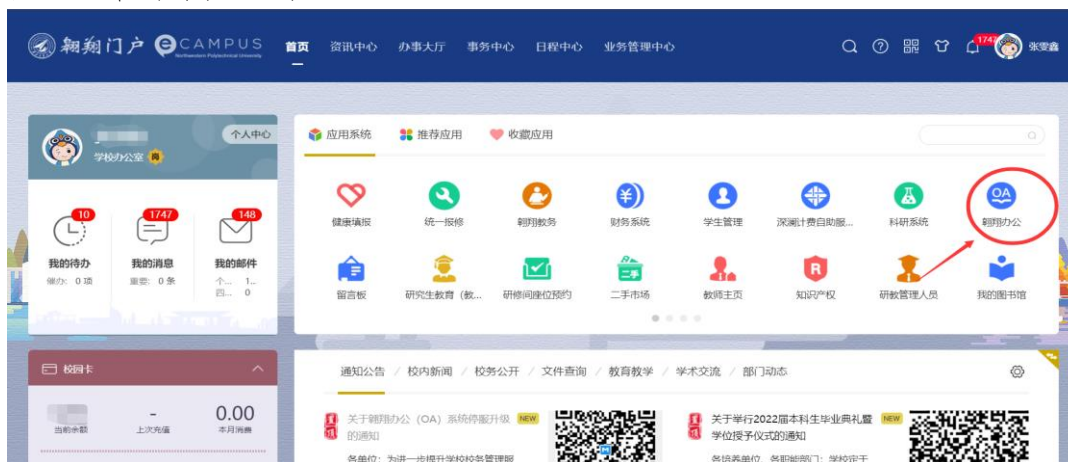 翱翔门户 eCAMPUS 首页 资讯中心 办事大厅 事务中心 日程中心 业务管理中心 1747 张雯鑫
Northwestern Polytechnical University
个人中心
学校办公室
应用系统 推荐应用 收藏应用
10 1747 148
我的待办 我的消息 我的邮件
催办: 0 项 重要: 0 条 个... 1...
四... 0
健康填报 统一报修 翱翔教务 财务系统 学生管理 深澜计费自助服... 科研系统 翱翔办公
OA
留言板 研究生教育 (教... 研修间座位预约 二手市场 教师主页 知识产权 研教管理人员 我的图书馆
校园卡
- 0.00
当前余额 上次充值 本月消费
通知公告 / 校内新闻 / 校务公开 / 文件查询 / 教育教学 / 学术交流 / 部门动态
关于翱翔办公（OA）系统停服升级的通知 NEW
各单位：为进一步提升学校校务管理服
关于举行2022届本科生毕业典礼暨学位授予仪式的通知 NEW
各培养单位、各职能部门：学校定于